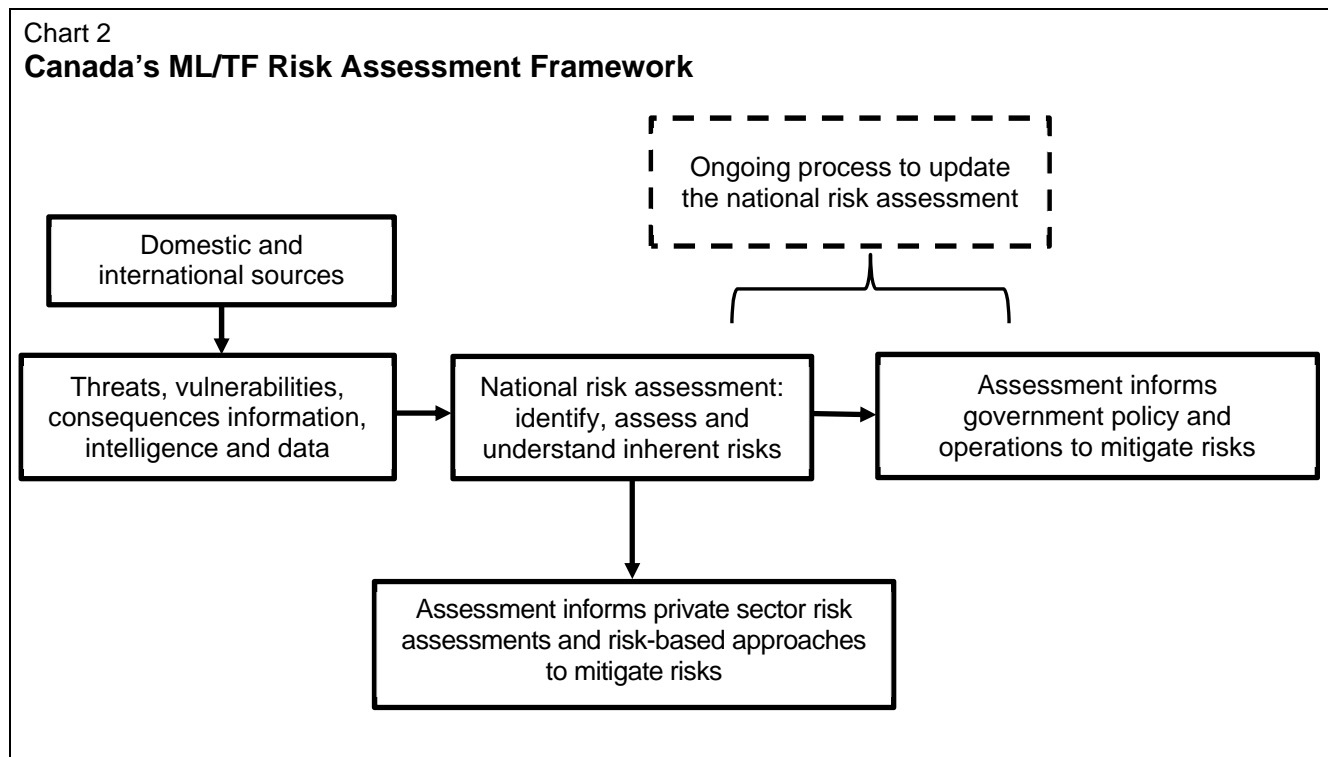 Chart 2
Canada’s ML/TF Risk Assessment Framework
Ongoing process to update
the national risk assessment
Domestic and
international sources
Threats, vulnerabilities,
consequences information,
intelligence and data
National risk assessment:
identify, assess and
understand inherent risks
Assessment informs
government policy and
operations to mitigate risks
Assessment informs private sector risk
assessments and risk-based approaches
to mitigate risks